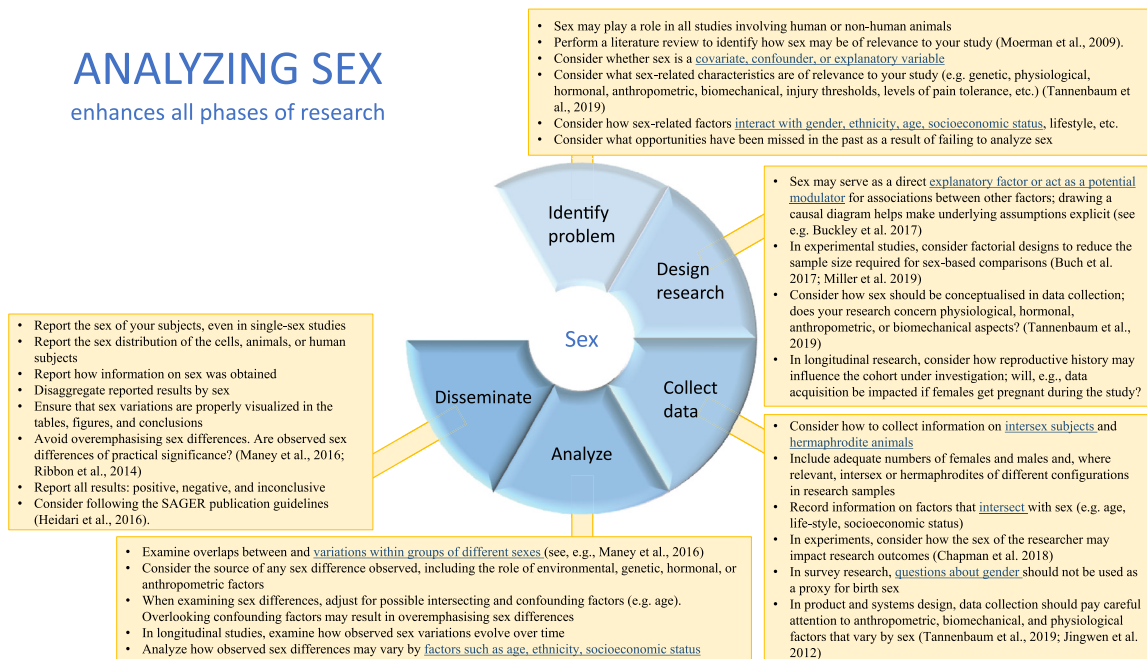 ANALYZING SEX
enhances all phases of research
• Sex may play a role in all studies involving human or non-human animals
• Perform a literature review to identify how sex may be of relevance to your study (Moerman et al., 2009).
• Consider whether sex is a covariate, confounder, or explanatory variable
• Consider what sex-related characteristics are of relevance to your study (e.g. genetic, physiological,
hormonal, anthropometric, biomechanical, injury thresholds, levels of pain tolerance, etc.) (Tannenbaum et
al., 2019)
• Consider how sex-related factors interact with gender, ethnicity, age, socioeconomic status, lifestyle, etc.
• Consider what opportunities have been missed in the past as a result of failing to analyze sex
Identify
problem
Design
research
Collect
data
Analyze
Disseminate
Sex
• Sex may serve as a direct explanatory factor or act as a potential
modulator for associations between other factors; drawing a
causal diagram helps make underlying assumptions explicit (see
e.g. Buckley et al. 2017)
• In experimental studies, consider factorial designs to reduce the
sample size required for sex-based comparisons (Buch et al.
2017; Miller et al. 2019)
• Consider how sex should be conceptualised in data collection;
does your research concern physiological, hormonal,
anthropometric, or biomechanical aspects? (Tannenbaum et al.,
2019)
• In longitudinal research, consider how reproductive history may
influence the cohort under investigation; will, e.g., data
acquisition be impacted if females get pregnant during the study?
• Consider how to collect information on intersex subjects and
hermaphrodite animals
• Include adequate numbers of females and males and, where
relevant, intersex or hermaphrodites of different configurations
in research samples
• Record information on factors that intersect with sex (e.g. age,
life-style, socioeconomic status)
• In experiments, consider how the sex of the researcher may
impact research outcomes (Chapman et al. 2018)
• In survey research, questions about gender should not be used as
a proxy for birth sex
• In product and systems design, data collection should pay careful
attention to anthropometric, biomechanical, and physiological
factors that vary by sex (Tannenbaum et al., 2019; Jingwen et al.
2012)
• Examine overlaps between and variations within groups of different sexes (see, e.g., Maney et al., 2016)
• Consider the source of any sex difference observed, including the role of environmental, genetic, hormonal, or
anthropometric factors
• When examining sex differences, adjust for possible intersecting and confounding factors (e.g. age).
Overlooking confounding factors may result in overemphasising sex differences
• In longitudinal studies, examine how observed sex variations evolve over time
• Analyze how observed sex differences may vary by factors such as age, ethnicity, socioeconomic status
• Report the sex of your subjects, even in single-sex studies
• Report the sex distribution of the cells, animals, or human
subjects
• Report how information on sex was obtained
• Disaggregate reported results by sex
• Ensure that sex variations are properly visualized in the
tables, figures, and conclusions
• Avoid overemphasising sex differences. Are observed sex
differences of practical significance? (Maney et al., 2016;
Ribbon et al., 2014)
• Report all results: positive, negative, and inconclusive
• Consider following the SAGER publication guidelines
(Heidari et al., 2016).